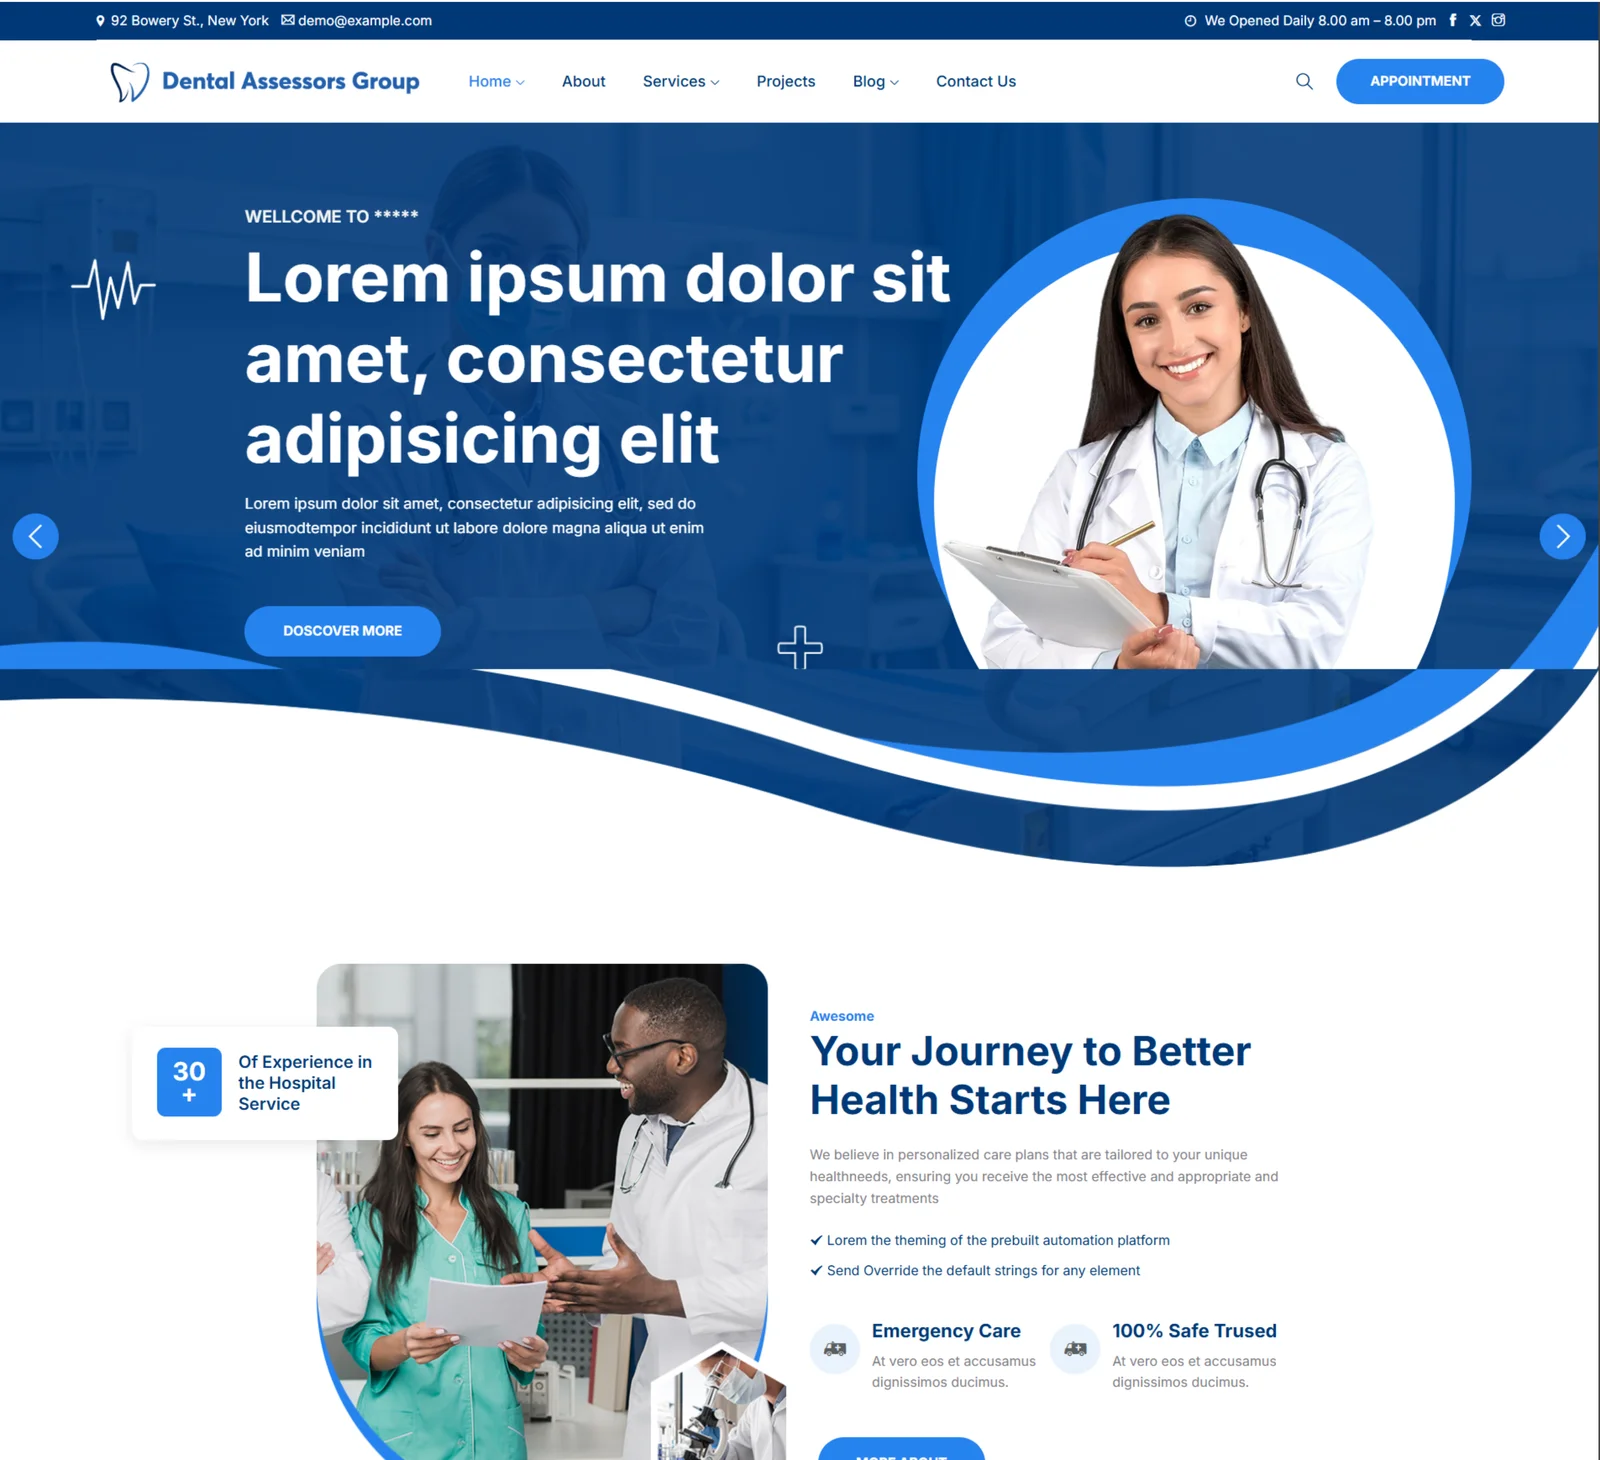 92 Bowery St., New York demo@example.com We Opened Daily 8.00 am – 8.00 pm
Dental Assessors Group Home About Services Projects Blog Contact Us APPOINTMENT
WELLCOME TO *****
Lorem ipsum dolor sit
amet, consectetur
adipisicing elit
Lorem ipsum dolor sit amet, consectetur adipisicing elit, sed do
eiusmodtempor incididunt ut labore dolore magna aliqua ut enim
ad minim veniam
DOSCOVER MORE
30
+
Of Experience in
the Hospital
Service
Awesome
Your Journey to Better
Health Starts Here
We believe in personalized care plans that are tailored to your unique
healthneeds, ensuring you receive the most effective and appropriate and
specialty treatments
Lorem the theming of the prebuilt automation platform
Send Override the default strings for any element
Emergency Care
At vero eos et accusamus
dignissimos ducimus.
100% Safe Trused
At vero eos et accusamus
dignissimos ducimus.
MORE ABOUT